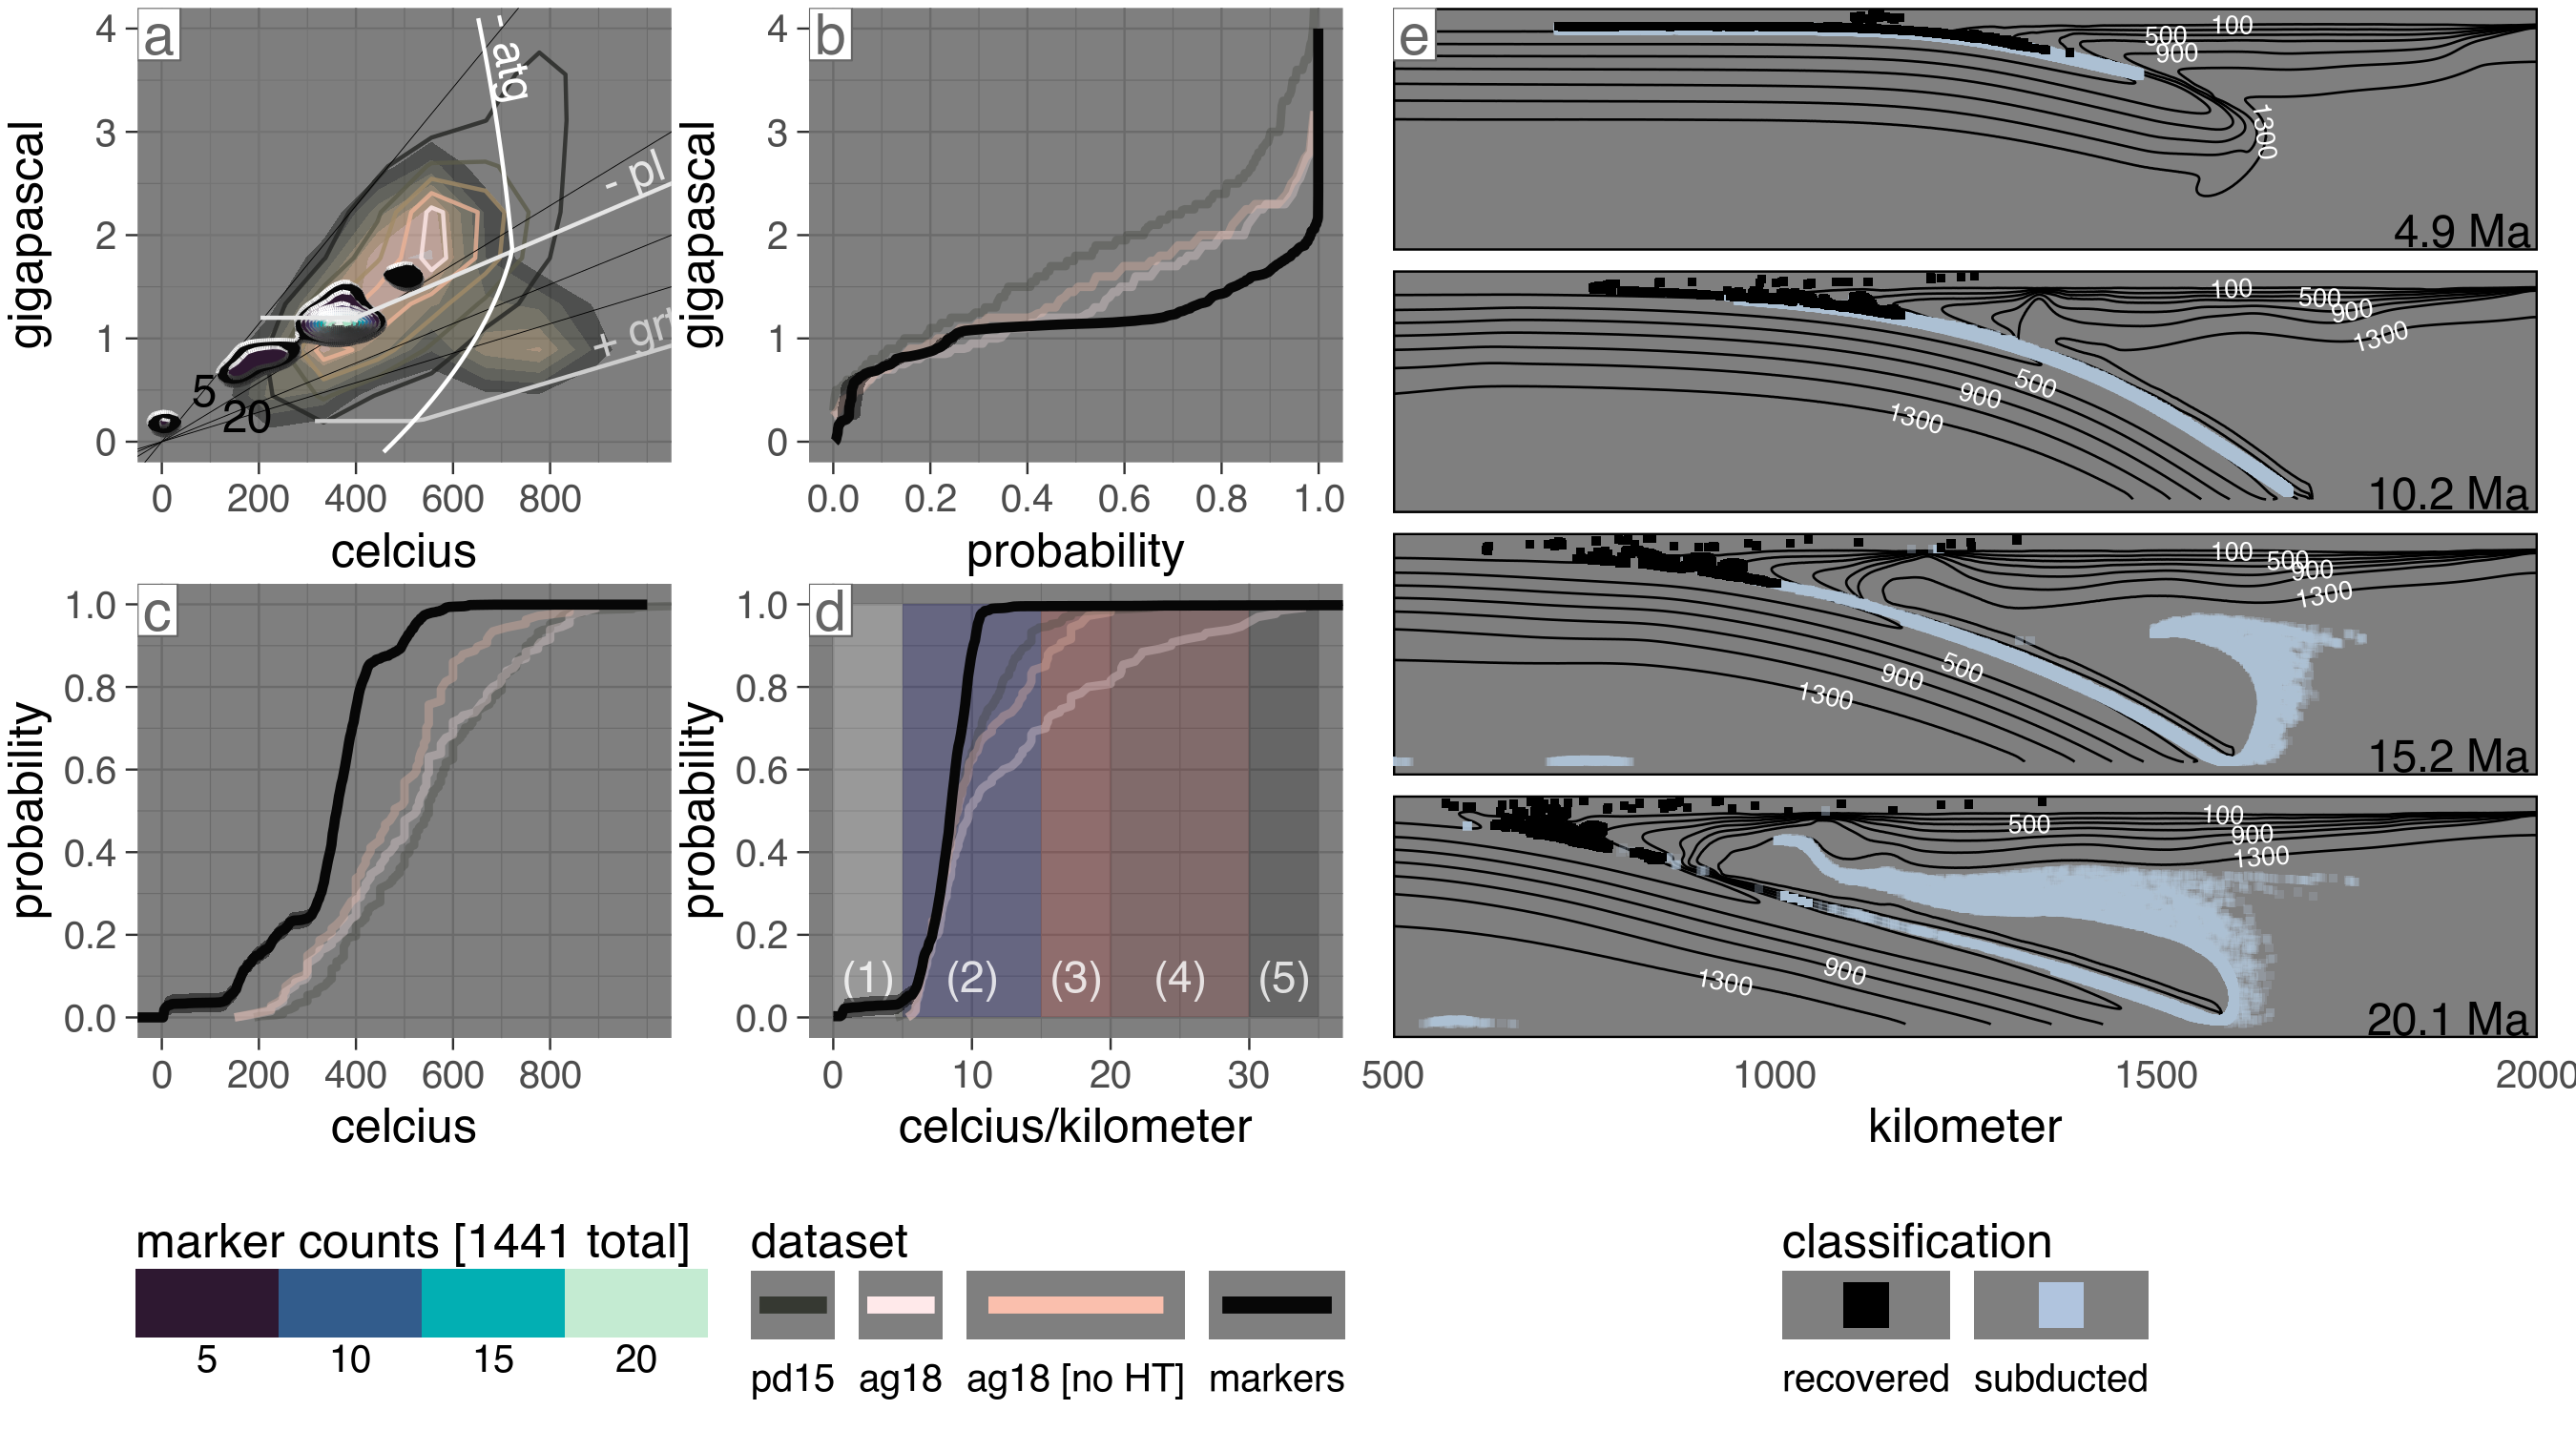 a
gigapascal
4
3
2
1
0
- atg
- pl
+ grt
5
20
0
200
400
600
800
celcius
b
gigapascal
4
3
2
1
0
0.0
0.2
0.4
0.6
0.8
1.0
probability
c
probability
1.0
0.8
0.6
0.4
0.2
0.0
0
200
400
600
800
celcius
d
probability
1.0
0.8
0.6
0.4
0.2
0.0
(1)
(2)
(3)
(4)
(5)
0
10
20
30
celcius/kilometer
e
100
500
900
1300
4.9 Ma
100
500
900
1300
500
900
1300
10.2 Ma
100
500
900
1300
500
900
1300
15.2 Ma
100
500
900
1300
900
1300
20.1 Ma
500
1000
1500
2000
kilometer
marker counts [1441 total]
5
10
15
20
dataset
pd15
ag18
ag18 [no HT]
markers
classification
recovered
subducted